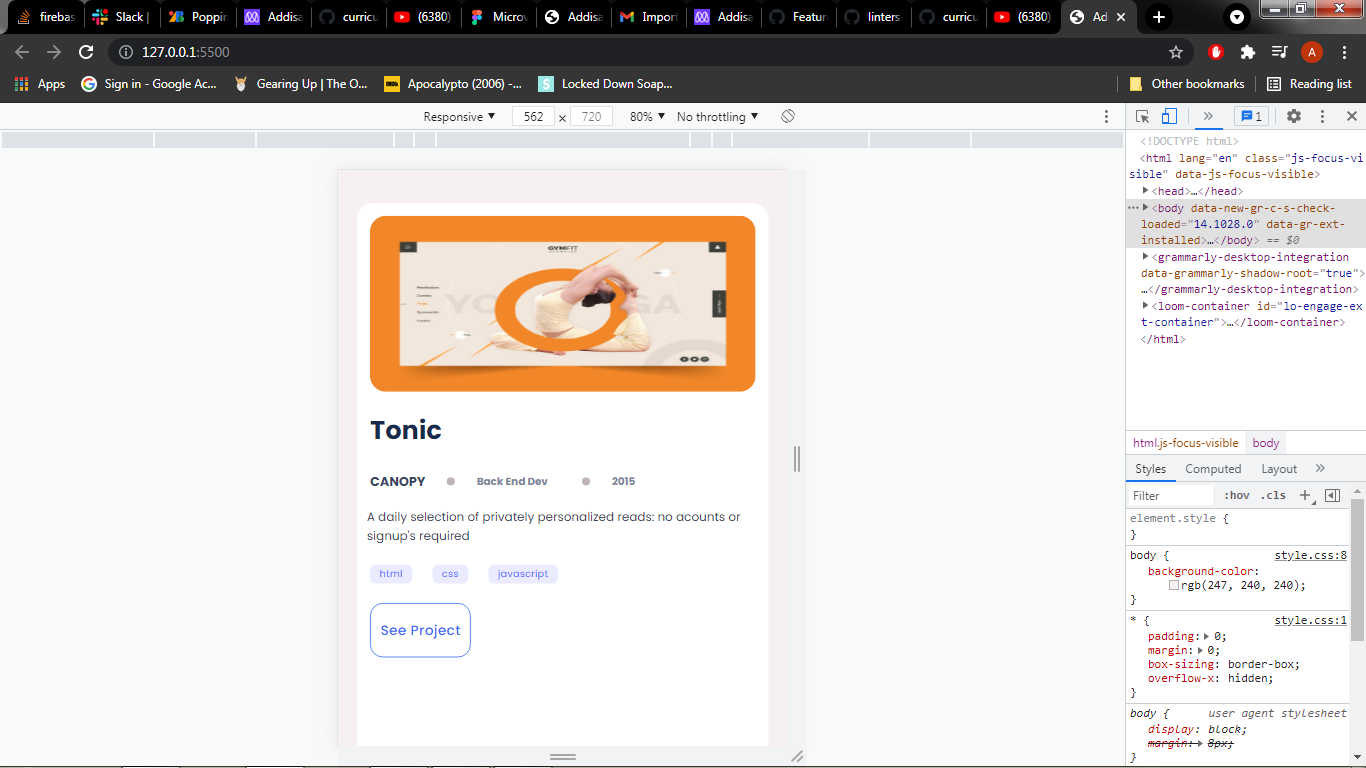 firebas
Slack |
Poppin
Addisa
curricu
(6380)
Micro
Addisa
Import
Addisa
Featur
linters
curricu
(6380)
Ad
127.0.0.1:5500
A
Apps
Sign in - Google Ac...
Gearing Up | The O...
Apocalypto (2006) -...
Locked Down Soap...
Other bookmarks
Reading list
Responsive
562 x 720
80%
No throttling
1
GYMFIT
YO GA
Tonic
CANOPY
Back End Dev
2015
A daily selection of privately personalized reads: no acounts or
signup's required
html
css
javascript
See Project
<!DOCTYPE html>
<html lang="en" class="js-focus-vi
sible" data-js-focus-visible>
<head>…</head>
<body data-new-gr-c-s-check-
loaded="14.1028.0" data-gr-ext-
installed>…</body> == $0
<grammarly-desktop-integration
data-grammarly-shadow-root="true">
…</grammarly-desktop-integration>
<loom-container id="lo-engage-ex
t-container">…</loom-container>
</html>
html.js-focus-visible body
Styles Computed Layout
Filter :hov .cls
element.style {
}
body { style.css:8
background-color:
rgb(247, 240, 240);
}
* { style.css:1
padding: 0;
margin: 0;
box-sizing: border-box;
overflow-x: hidden;
}
body { user agent stylesheet
display: block;
margin: 8px;
}